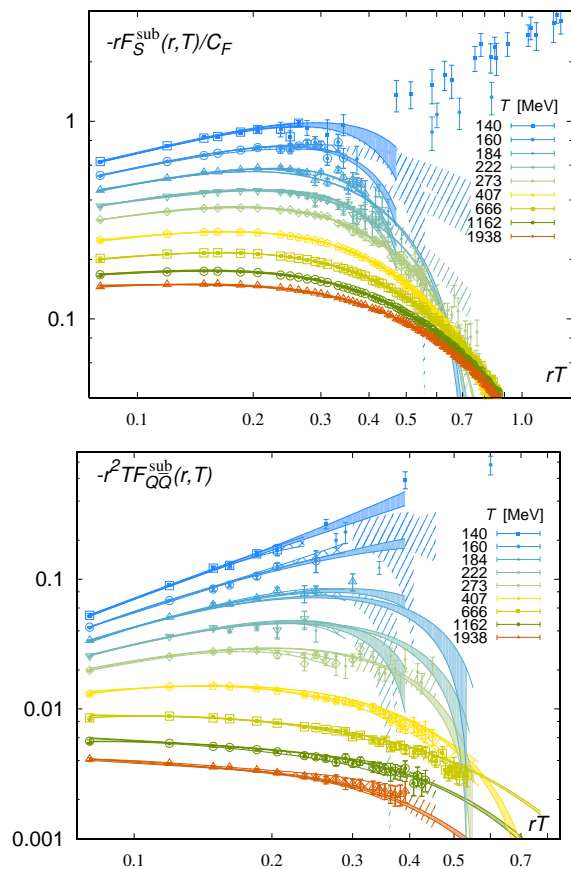 -rF_S^sub(r,T)/C_F
T [MeV]
140
160
184
222
273
407
666
1162
1938
1
0.1
rT
0.1 0.2 0.3 0.4 0.5 0.7 1.0
-r²TF_QQ̄^sub(r,T)
T [MeV]
140
160
184
222
273
407
666
1162
1938
0.1
0.01
0.001
rT
0.1 0.2 0.3 0.4 0.5 0.7